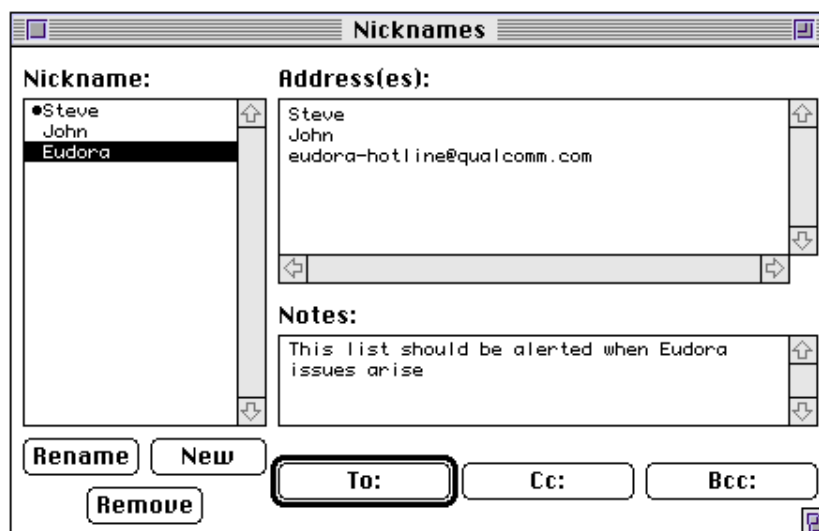 Nicknames
Nickname:
•Steve
John
Eudora
Address(es):
Steve
John
eudora-hotline@qualcomm.com
Notes:
This list should be alerted when Eudora
issues arise
Rename
New
Remove
To:
Cc:
Bcc: